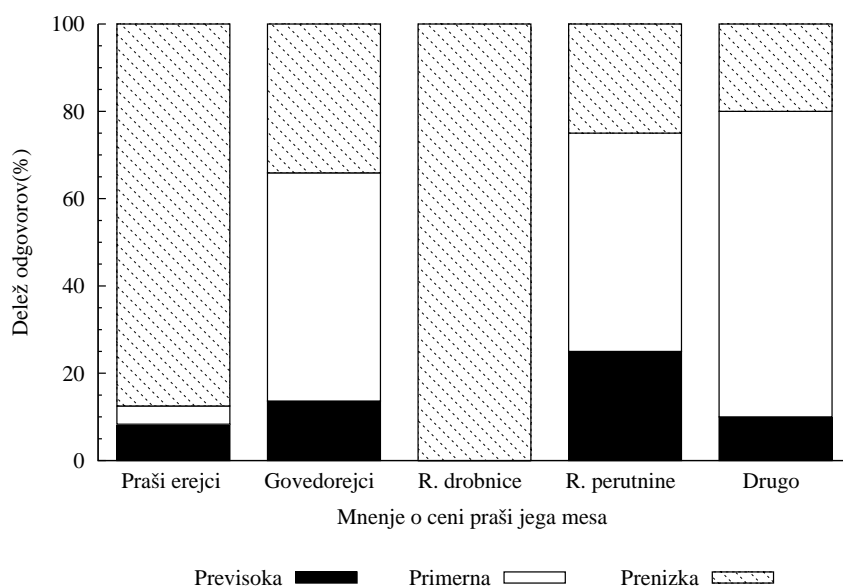 100
80
60
40
20
0
Delež odgovorov(%)
Praši erejci Govedorejci R. drobnice R. perutnine Drugo
Mnenje o ceni praši jega mesa
Previsoka Primerna Prenizka